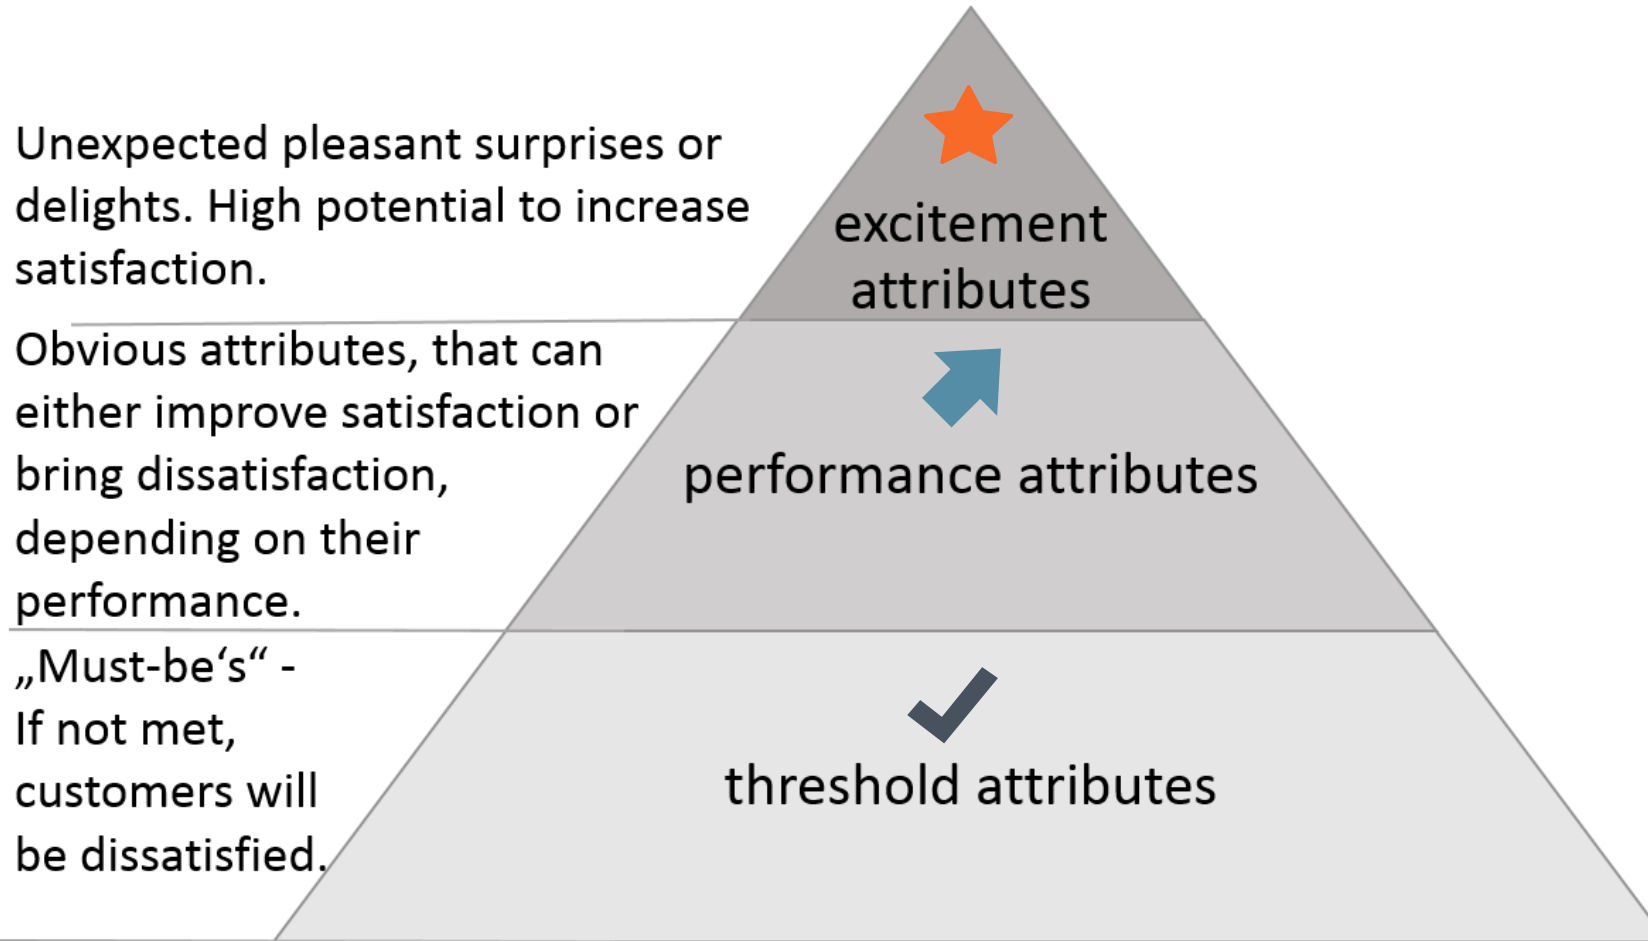 Unexpected pleasant surprises or
delights. High potential to increase
satisfaction.
excitement
attributes
Obvious attributes, that can
either improve satisfaction or
bring dissatisfaction,
depending on their
performance.
performance attributes
„Must-be‘s“ -
If not met,
customers will
be dissatisfied.
threshold attributes